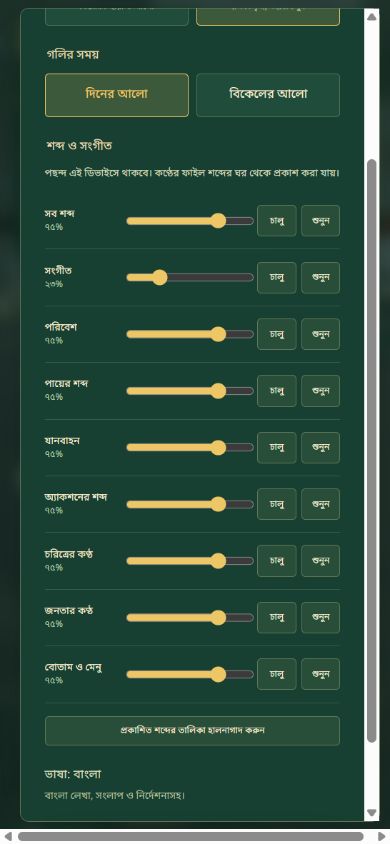 গলির সময়
দিনের আলো
বিকেলের আলো
শব্দ ও সংগীত
পছন্দ এই ডিভাইসে থাকবে। কণ্ঠের ফাইল শব্দের ঘর থেকে প্রকাশ করা যায়।
সব শব্দ
৭৫%
চালু
শুনুন
সংগীত
২৩%
চালু
শুনুন
পরিবেশ
৭৫%
চালু
শুনুন
পায়ের শব্দ
৭৫%
চালু
শুনুন
যানবাহন
৭৫%
চালু
শুনুন
অ্যাকশনের শব্দ
৭৫%
চালু
শুনুন
চরিত্রের কণ্ঠ
৭৫%
চালু
শুনুন
জনতার কণ্ঠ
৭৫%
চালু
শুনুন
বোতাম ও মেনু
৭৫%
চালু
শুনুন
প্রকাশিত শব্দের তালিকা হালনাগাদ করুন
ভাষা: বাংলা
বাংলা লেখা, সংলাপ ও নির্দেশনাসহ।